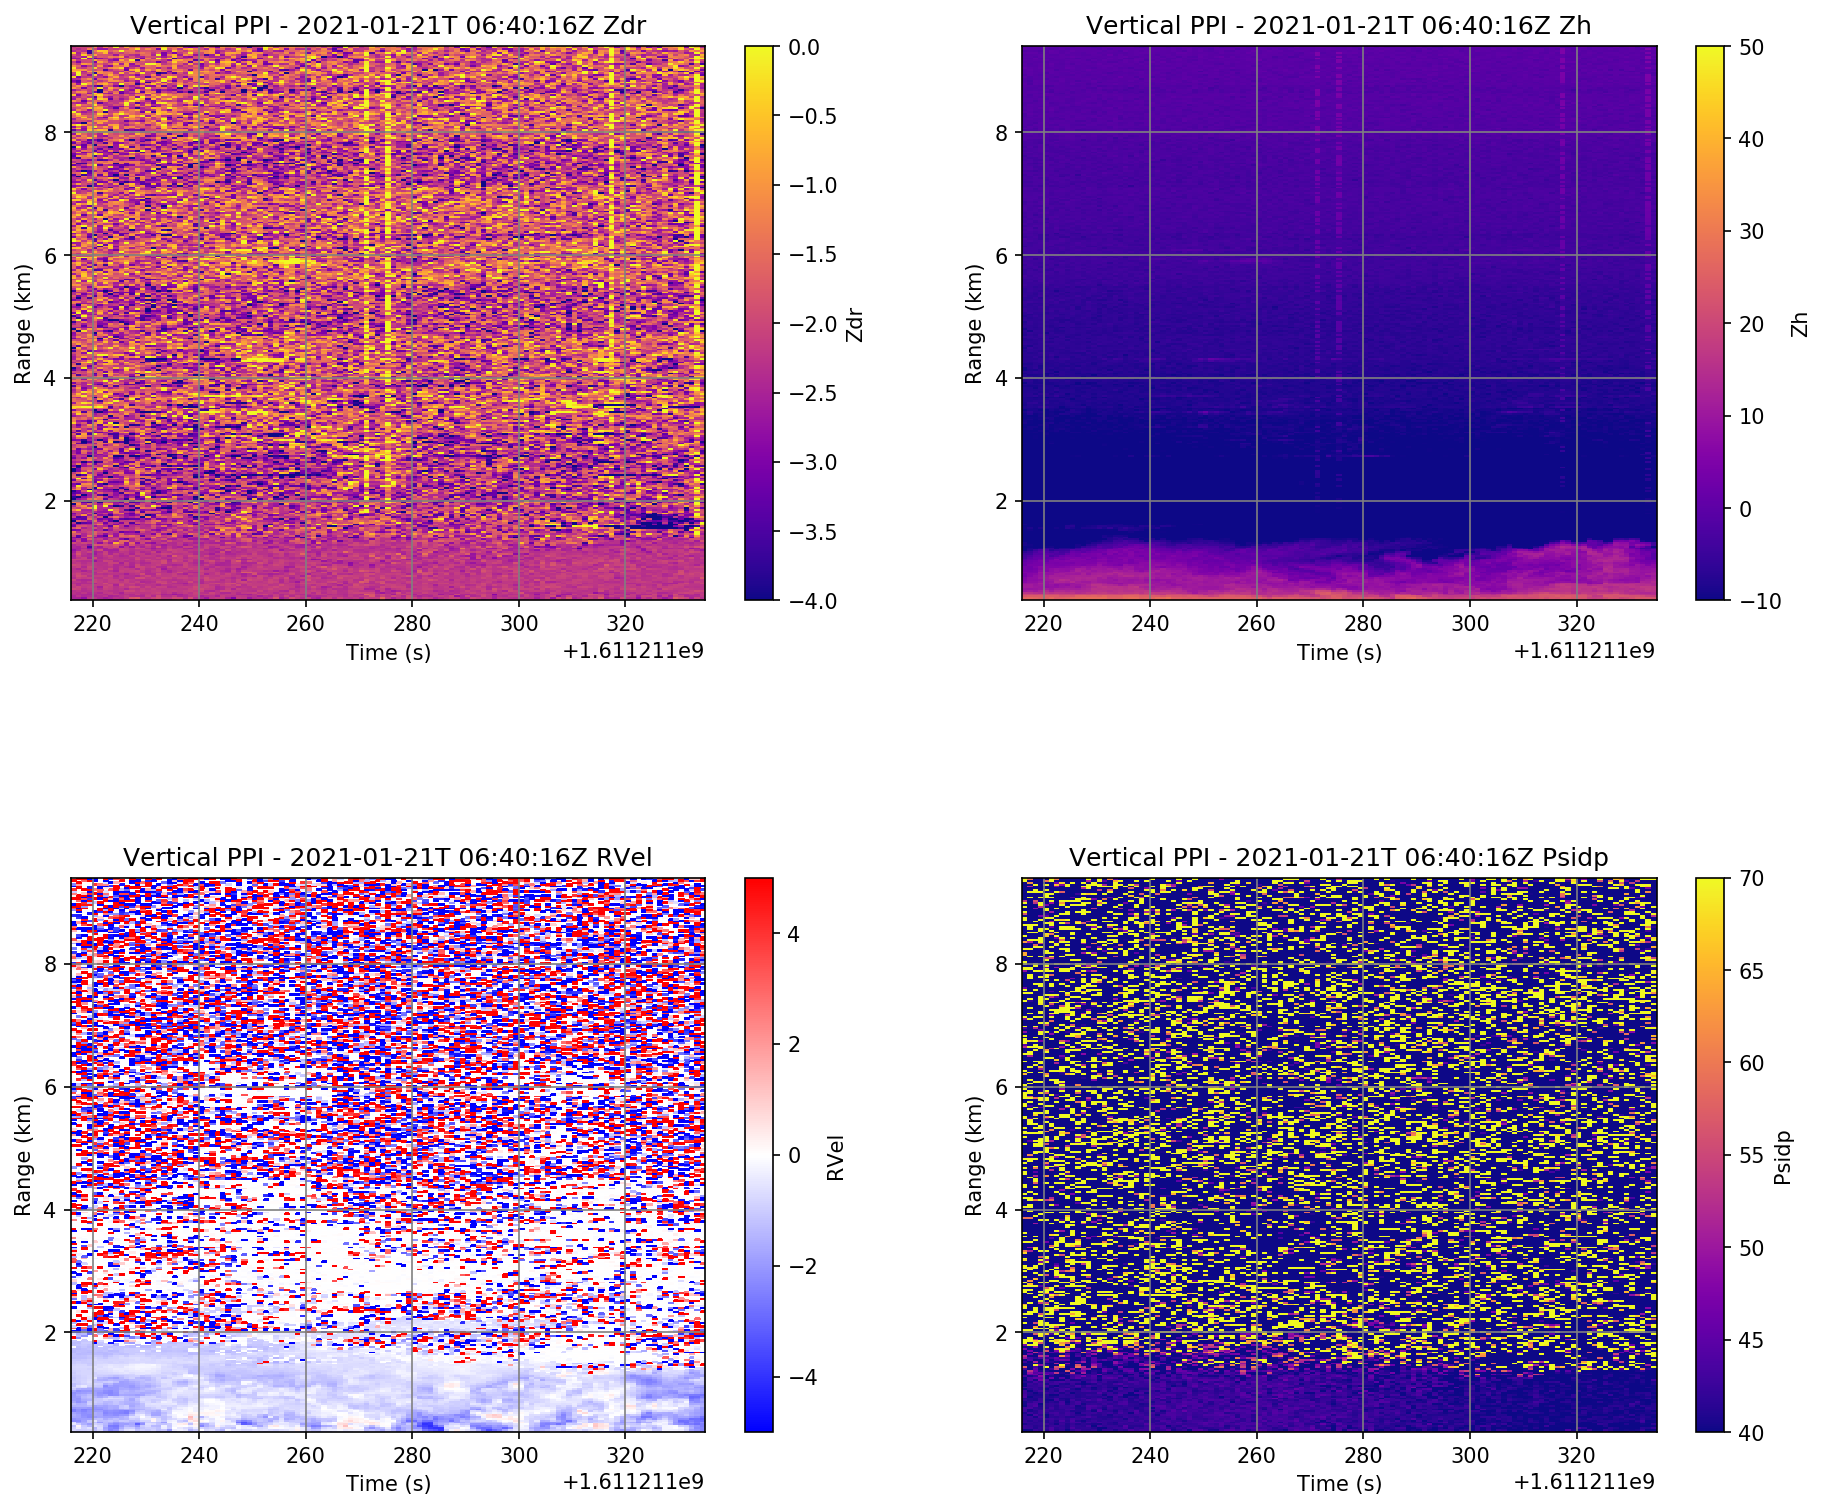 Vertical PPI - 2021-01-21T 06:40:16Z Zdr
Range (km)
8
6
4
2
220 240 260 280 300 320
Time (s)
+1.611211e9
0.0
−0.5
−1.0
−1.5
−2.0
−2.5
−3.0
−3.5
−4.0
Zdr
Vertical PPI - 2021-01-21T 06:40:16Z Zh
Range (km)
8
6
4
2
220 240 260 280 300 320
Time (s)
+1.611211e9
50
40
30
20
10
0
−10
Zh
Vertical PPI - 2021-01-21T 06:40:16Z RVel
Range (km)
8
6
4
2
220 240 260 280 300 320
Time (s)
+1.611211e9
4
2
0
−2
−4
RVel
Vertical PPI - 2021-01-21T 06:40:16Z Psidp
Range (km)
8
6
4
2
220 240 260 280 300 320
Time (s)
+1.611211e9
70
65
60
55
50
45
40
Psidp